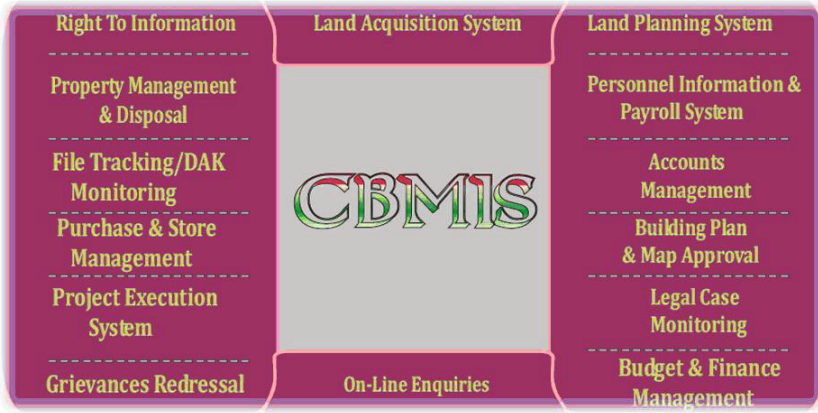 Right To Information
Land Acquisition System
Land Planning System
Property Management
& Disposal
Personnel Information &
Payroll System
File Tracking/DAK
Monitoring
Accounts
Management
CBMIS
Purchase & Store
Management
Building Plan
& Map Approval
Project Execution
System
Legal Case
Monitoring
Grievances Redressal
On-Line Enquiries
Budget & Finance
Management